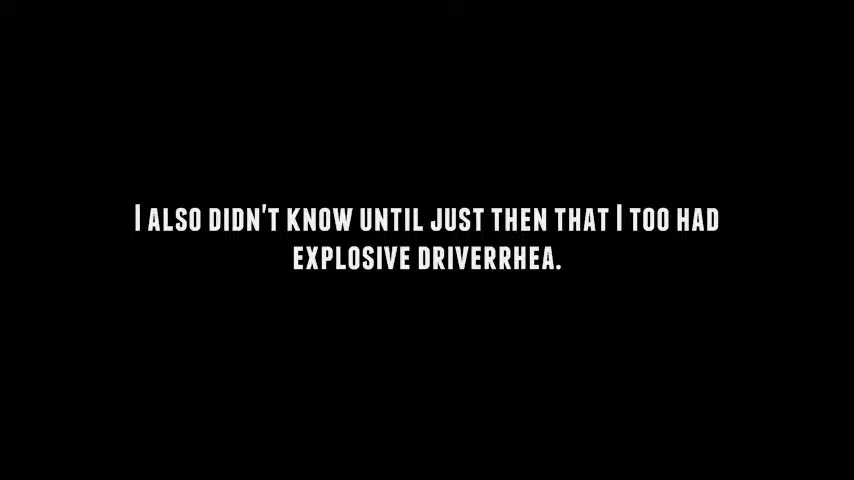 I ALSO DIDN'T KNOW UNTIL JUST THEN THAT I TOO HAD
EXPLOSIVE DRIVERRHEA.